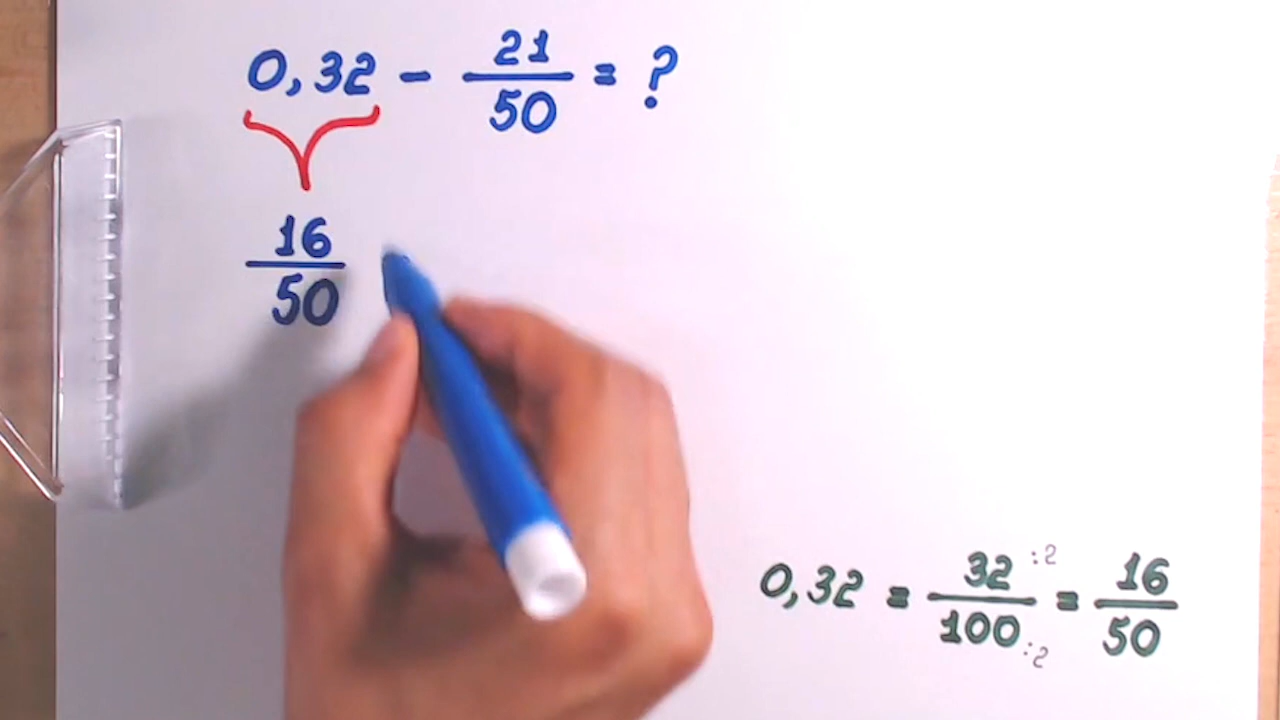 0,32 - 21/50 = ?
16/50
0,32 = 32 :2/100 :2 = 16/50